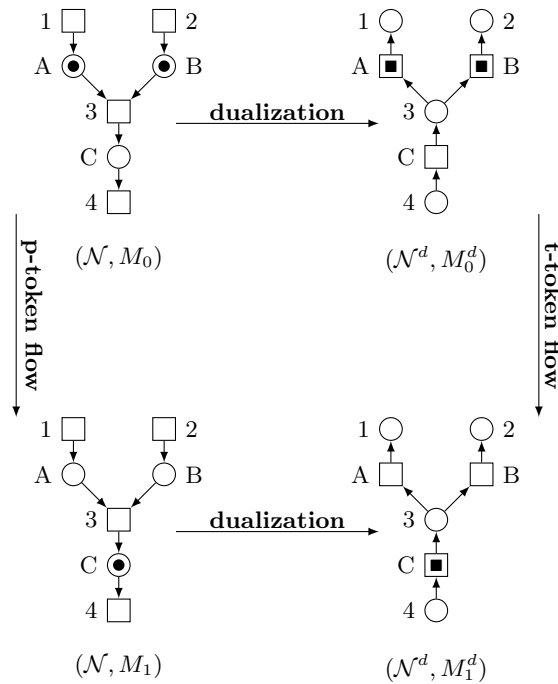 1 2 1 2
A B A B
3 dualization 3
C C
4 4
(𝒩, M₀) (𝒩ᵈ, M₀ᵈ)
p-token flow
t-token flow
1 2 1 2
A B A B
3 dualization 3
C C
4 4
(𝒩, M₁) (𝒩ᵈ, M₁ᵈ)